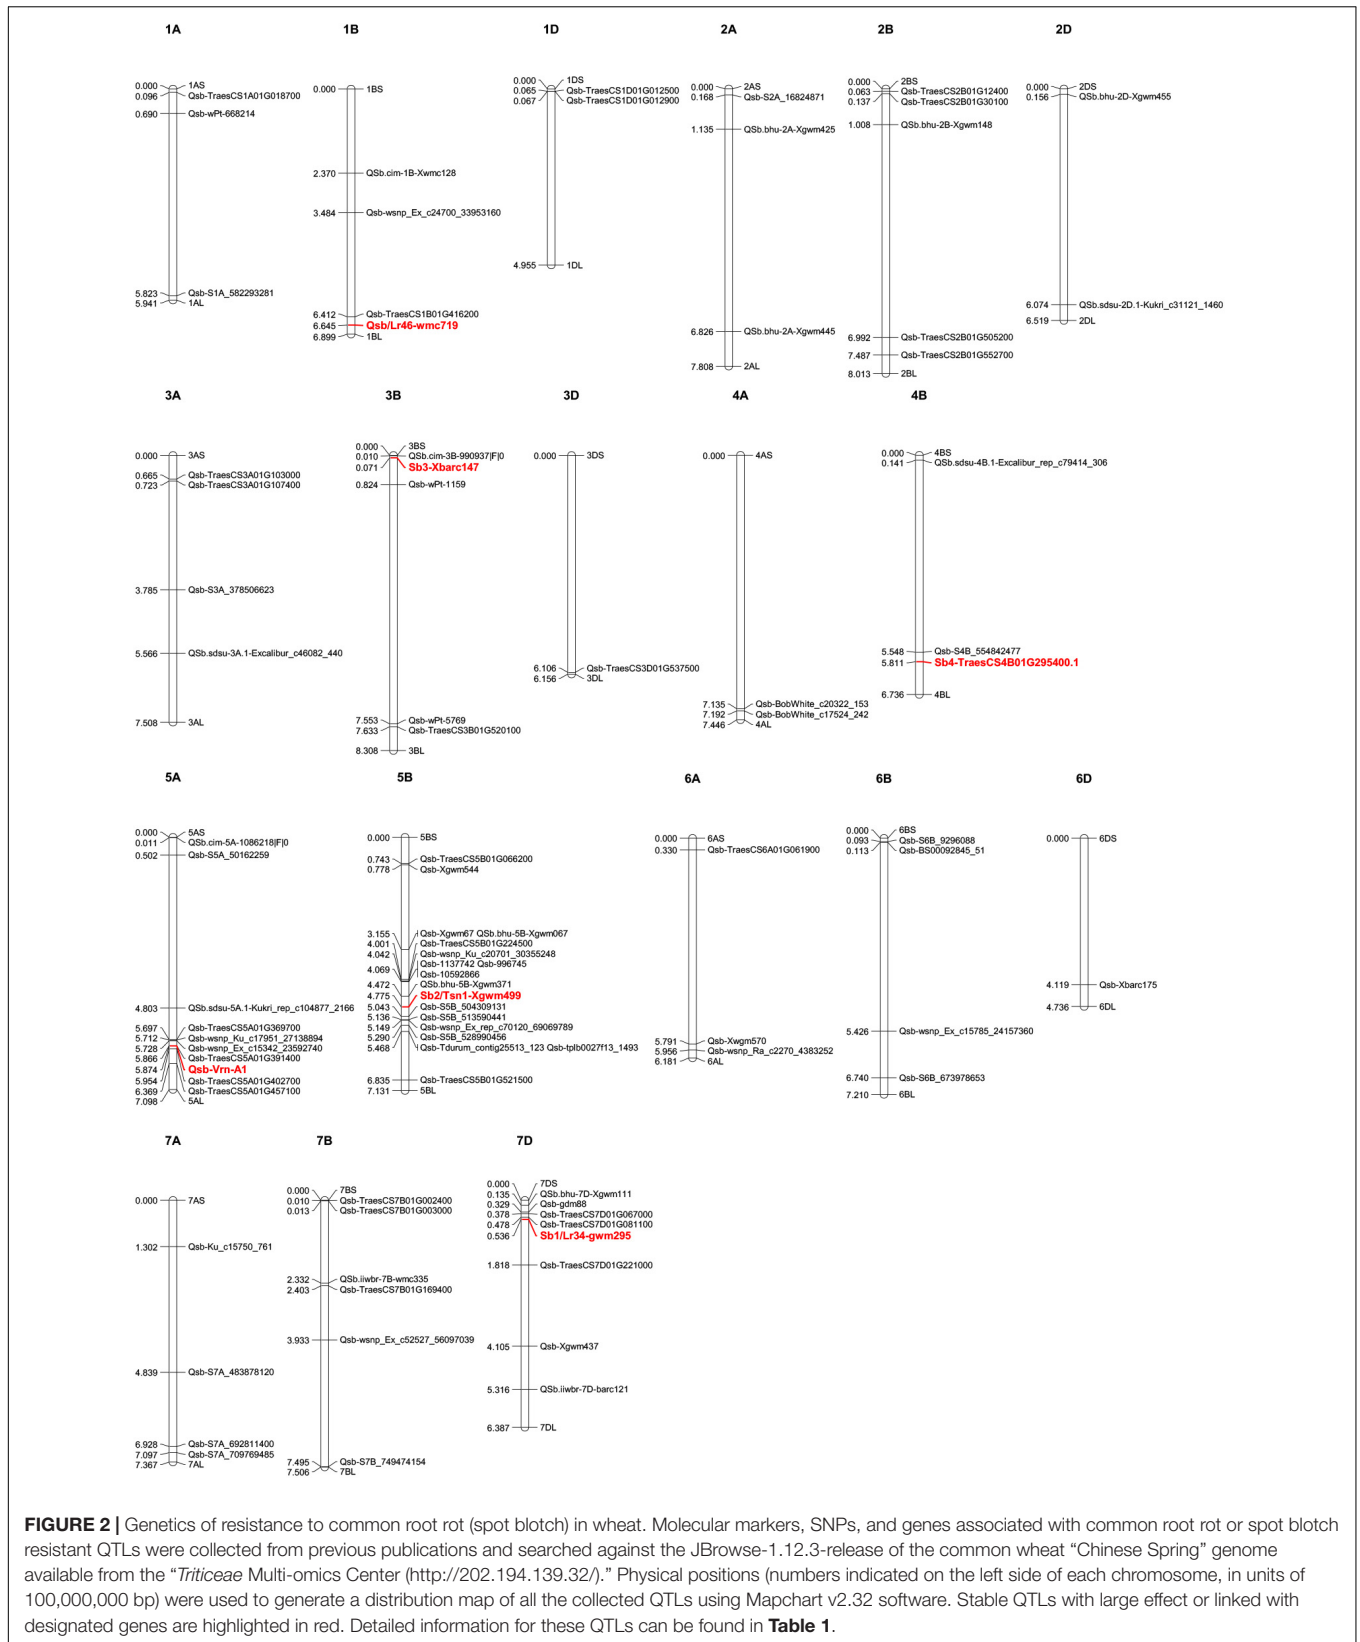 1A
0.000 1AS
0.096 Qsb-TraesCS1A01G018700
0.690 Qsb-wPt-668214
5.823 Qsb-S1A_582293281
5.941 1AL
1B
0.000 1BS
2.370 QSb.cim-1B-Xwmc128
3.484 Qsb-wsnp_Ex_c24700_33953160
6.412 Qsb-TraesCS1B01G416200
6.645 Qsb/Lr46-wmc719
6.899 1BL
1D
0.000 1DS
0.065 Qsb-TraesCS1D01G012500
0.067 Qsb-TraesCS1D01G012900
4.955 1DL
2A
0.000 2AS
0.168 Qsb-S2A_16824871
1.135 QSb.bhu-2A-Xgwm425
6.826 QSb.bhu-2A-Xgwm445
7.808 2AL
2B
0.000 2BS
0.063 Qsb-TraesCS2B01G12400
0.137 Qsb-TraesCS2B01G30100
1.008 QSb.bhu-2B-Xgwm148
6.992 Qsb-TraesCS2B01G505200
7.487 Qsb-TraesCS2B01G552700
8.013 2BL
2D
0.000 2DS
0.156 QSb.bhu-2D-Xgwm455
6.074 QSb.sdsu-2D.1-Kukri_c31121_1460
6.519 2DL
3A
0.000 3AS
0.665 Qsb-TraesCS3A01G103000
0.723 Qsb-TraesCS3A01G107400
3.785 Qsb-S3A_378506623
5.566 QSb.sdsu-3A.1-Excalibur_c46082_440
7.508 3AL
3B
0.000 3BS
0.010 QSb.cim-3B-990937|F|0
0.071 Sb3-Xbarc147
0.824 Qsb-wPt-1159
7.553 Qsb-wPt-5769
7.633 Qsb-TraesCS3B01G520100
8.308 3BL
3D
0.000 3DS
6.106 Qsb-TraesCS3D01G537500
6.156 3DL
4A
0.000 4AS
7.135 Qsb-BobWhite_c20322_153
7.192 Qsb-BobWhite_c17524_242
7.446 4AL
4B
0.000 4BS
0.141 QSb.sdsu-4B.1-Excalibur_rep_c79414_306
5.548 Qsb-S4B_554842477
5.811 Sb4-TraesCS4B01G295400.1
6.736 4BL
5A
0.000 5AS
0.011 QSb.cim-5A-1086218|F|0
0.502 Qsb-S5A_50162259
4.803 QSb.sdsu-5A.1-Kukri_rep_c104877_2166
5.697 Qsb-TraesCS5A01G369700
5.712 Qsb-wsnp_Ku_c17951_27138894
5.728 Qsb-wsnp_Ex_c15342_23592740
5.866 Qsb-TraesCS5A01G391400
5.874 Qsb-Vrn-A1
5.954 Qsb-TraesCS5A01G402700
6.369 Qsb-TraesCS5A01G457100
7.098 5AL
5B
0.000 5BS
0.743 Qsb-TraesCS5B01G066200
0.778 Qsb-Xgwm544
3.155 Qsb-Xgwm67 QSb.bhu-5B-Xgwm067
4.001 Qsb-TraesCS5B01G224500
4.042 Qsb-wsnp_Ku_c20701_30355248
4.069 Qsb-1137742 Qsb-996745
Qsb-10592866
4.472 QSb.bhu-5B-Xgwm371
4.775 Sb2/Tsn1-Xgwm499
5.043 Qsb-S5B_504309131
5.136 Qsb-S5B_513590441
5.149 Qsb-wsnp_Ex_rep_c70120_69069789
5.290 Qsb-S5B_528990456
5.468 Qsb-Tdurum_contig25513_123 Qsb-tplb0027f13_1493
6.835 Qsb-TraesCS5B01G521500
7.131 5BL
6A
0.000 6AS
0.330 Qsb-TraesCS6A01G061900
5.791 Qsb-Xwgm570
5.956 Qsb-wsnp_Ra_c2270_4383252
6.181 6AL
6B
0.000 6BS
0.093 Qsb-S6B_9296088
0.113 Qsb-BS00092845_51
5.426 Qsb-wsnp_Ex_c15785_24157360
6.740 Qsb-S6B_673978653
7.210 6BL
6D
0.000 6DS
4.119 Qsb-Xbarc175
4.736 6DL
7A
0.000 7AS
1.302 Qsb-Ku_c15750_761
4.839 Qsb-S7A_483878120
6.928 Qsb-S7A_692811400
7.097 Qsb-S7A_709769485
7.367 7AL
7B
0.000 7BS
0.010 Qsb-TraesCS7B01G002400
0.013 Qsb-TraesCS7B01G003000
2.332 QSb.iiwbr-7B-wmc335
2.403 Qsb-TraesCS7B01G169400
3.933 Qsb-wsnp_Ex_c52527_56097039
7.495 Qsb-S7B_749474154
7.506 7BL
7D
0.000 7DS
0.135 QSb.bhu-7D-Xgwm111
0.329 Qsb-gdm88
0.378 Qsb-TraesCS7D01G067000
0.478 Qsb-TraesCS7D01G081100
0.536 Sb1/Lr34-gwm295
1.818 Qsb-TraesCS7D01G221000
4.105 Qsb-Xgwm437
5.316 QSb.iiwbr-7D-barc121
6.387 7DL
FIGURE 2 | Genetics of resistance to common root rot (spot blotch) in wheat. Molecular markers, SNPs, and genes associated with common root rot or spot blotch
resistant QTLs were collected from previous publications and searched against the JBrowse-1.12.3-release of the common wheat “Chinese Spring” genome
available from the “Triticeae Multi-omics Center (http://202.194.139.32/).” Physical positions (numbers indicated on the left side of each chromosome, in units of
100,000,000 bp) were used to generate a distribution map of all the collected QTLs using Mapchart v2.32 software. Stable QTLs with large effect or linked with
designated genes are highlighted in red. Detailed information for these QTLs can be found in Table 1.